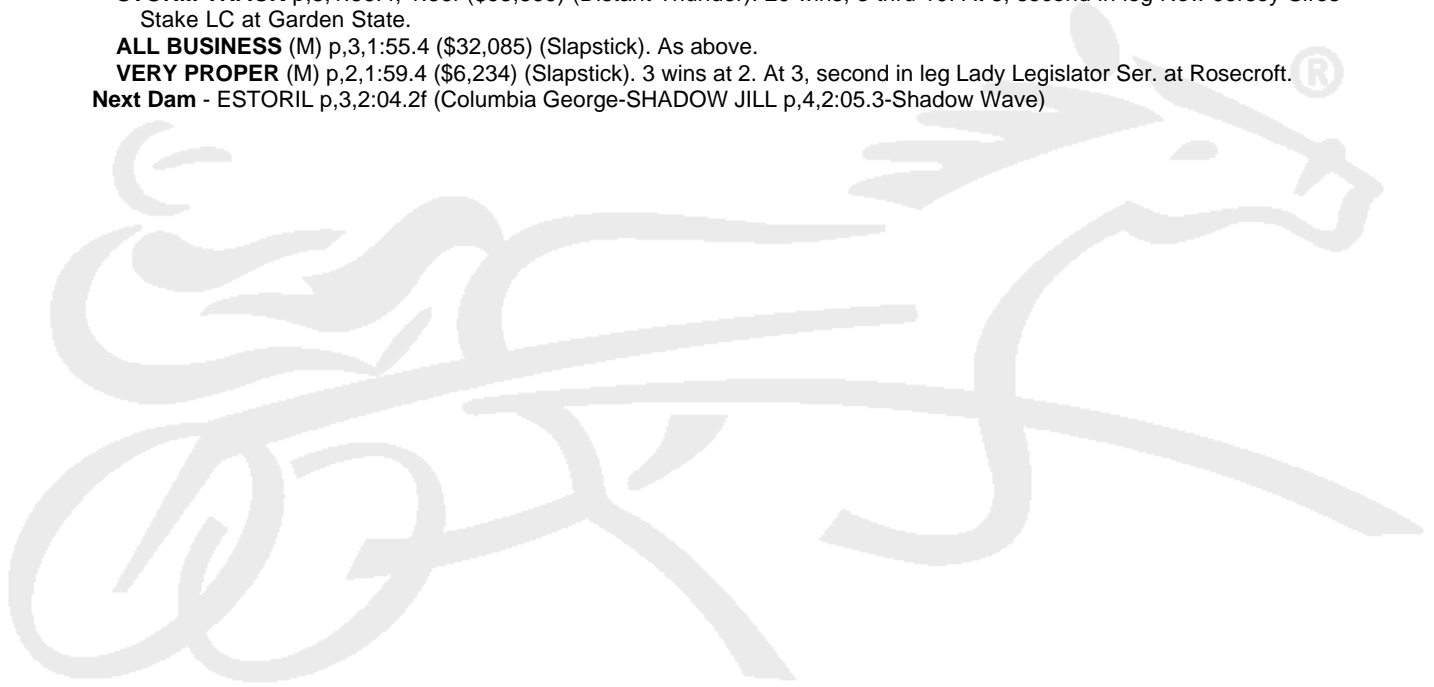 Stake LC at Garden State.
ALL BUSINESS (M) p,3,1:55.4 ($32,085) (Slapstick). As above.
VERY PROPER (M) p,2,1:59.4 ($6,234) (Slapstick). 3 wins at 2. At 3, second in leg Lady Legislator Ser. at Rosecroft.
Next Dam - ESTORIL p,3,2:04.2f (Columbia George-SHADOW JILL p,4,2:05.3-Shadow Wave)
®